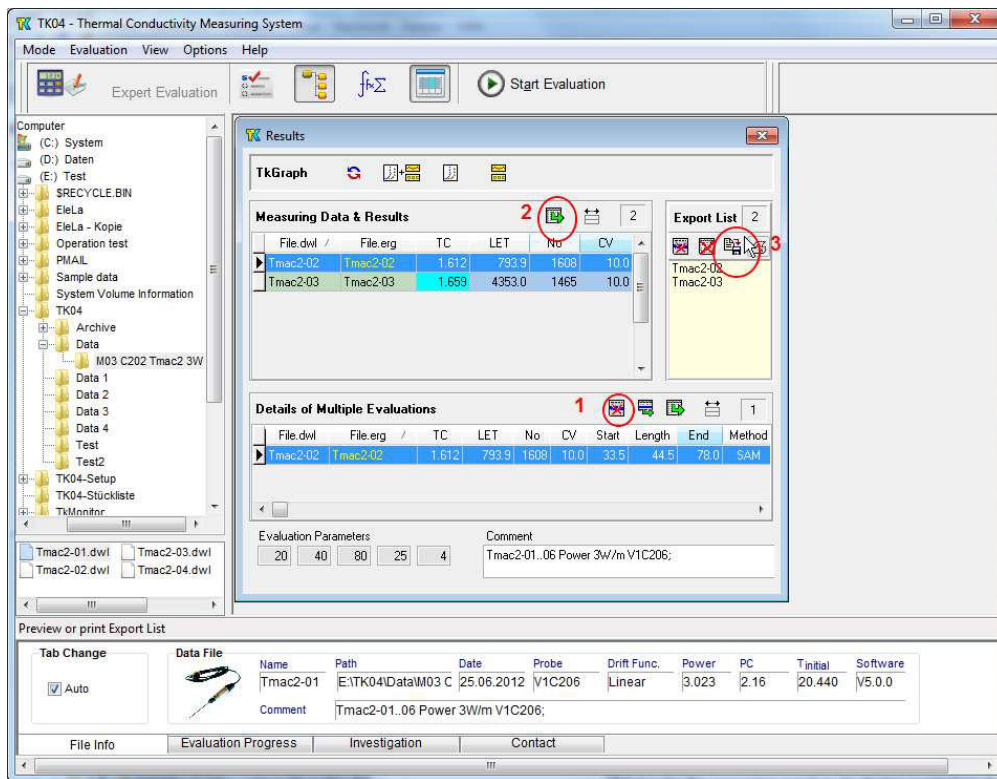 TK04 - Thermal Conductivity Measuring System
Mode Evaluation View Options Help
Expert Evaluation Start Evaluation
Computer
(C:) System
(D:) Daten
(E:) Test
$RECYCLE.BIN
EleLa
EleLa - Kopie
Operation test
PMAIL
Sample data
System Volume Information
TK04
Archive
Data
M03 C202 Tmac2 3W
Data 1
Data 2
Data 3
Data 4
Test
Test2
TK04-Setup
TK04-Stückliste
TkMonitor
Tmac2-01.dwl Tmac2-03.dwl
Tmac2-02.dwl Tmac2-04.dwl
Results
TkGraph
Measuring Data & Results 2 2
File.dwl File.erg TC LET No CV
Tmac2-02 Tmac2-02 1.612 793.9 1608 10.0
Tmac2-03 Tmac2-03 1.659 4353.0 1465 10.0
Export List 2
3
Tmac2-02
Tmac2-03
Details of Multiple Evaluations 1 1
File.dwl File.erg TC LET No CV Start Length End Method
Tmac2-02 Tmac2-02 1.612 793.9 1608 10.0 33.5 44.5 78.0 SAM
Evaluation Parameters
20 40 80 25 4
Comment
Tmac2-01..06 Power 3W/m V1C206;
Preview or print Export List
Tab Change
Auto
Data File
Name Path Date Probe Drift Func. Power PC Tinitial Software
Tmac2-01 E:\TK04\Data\M03 C 25.06.2012 V1C206 Linear 3.023 2.16 20.440 V5.0.0
Comment Tmac2-01..06 Power 3W/m V1C206;
File Info Evaluation Progress Investigation Contact